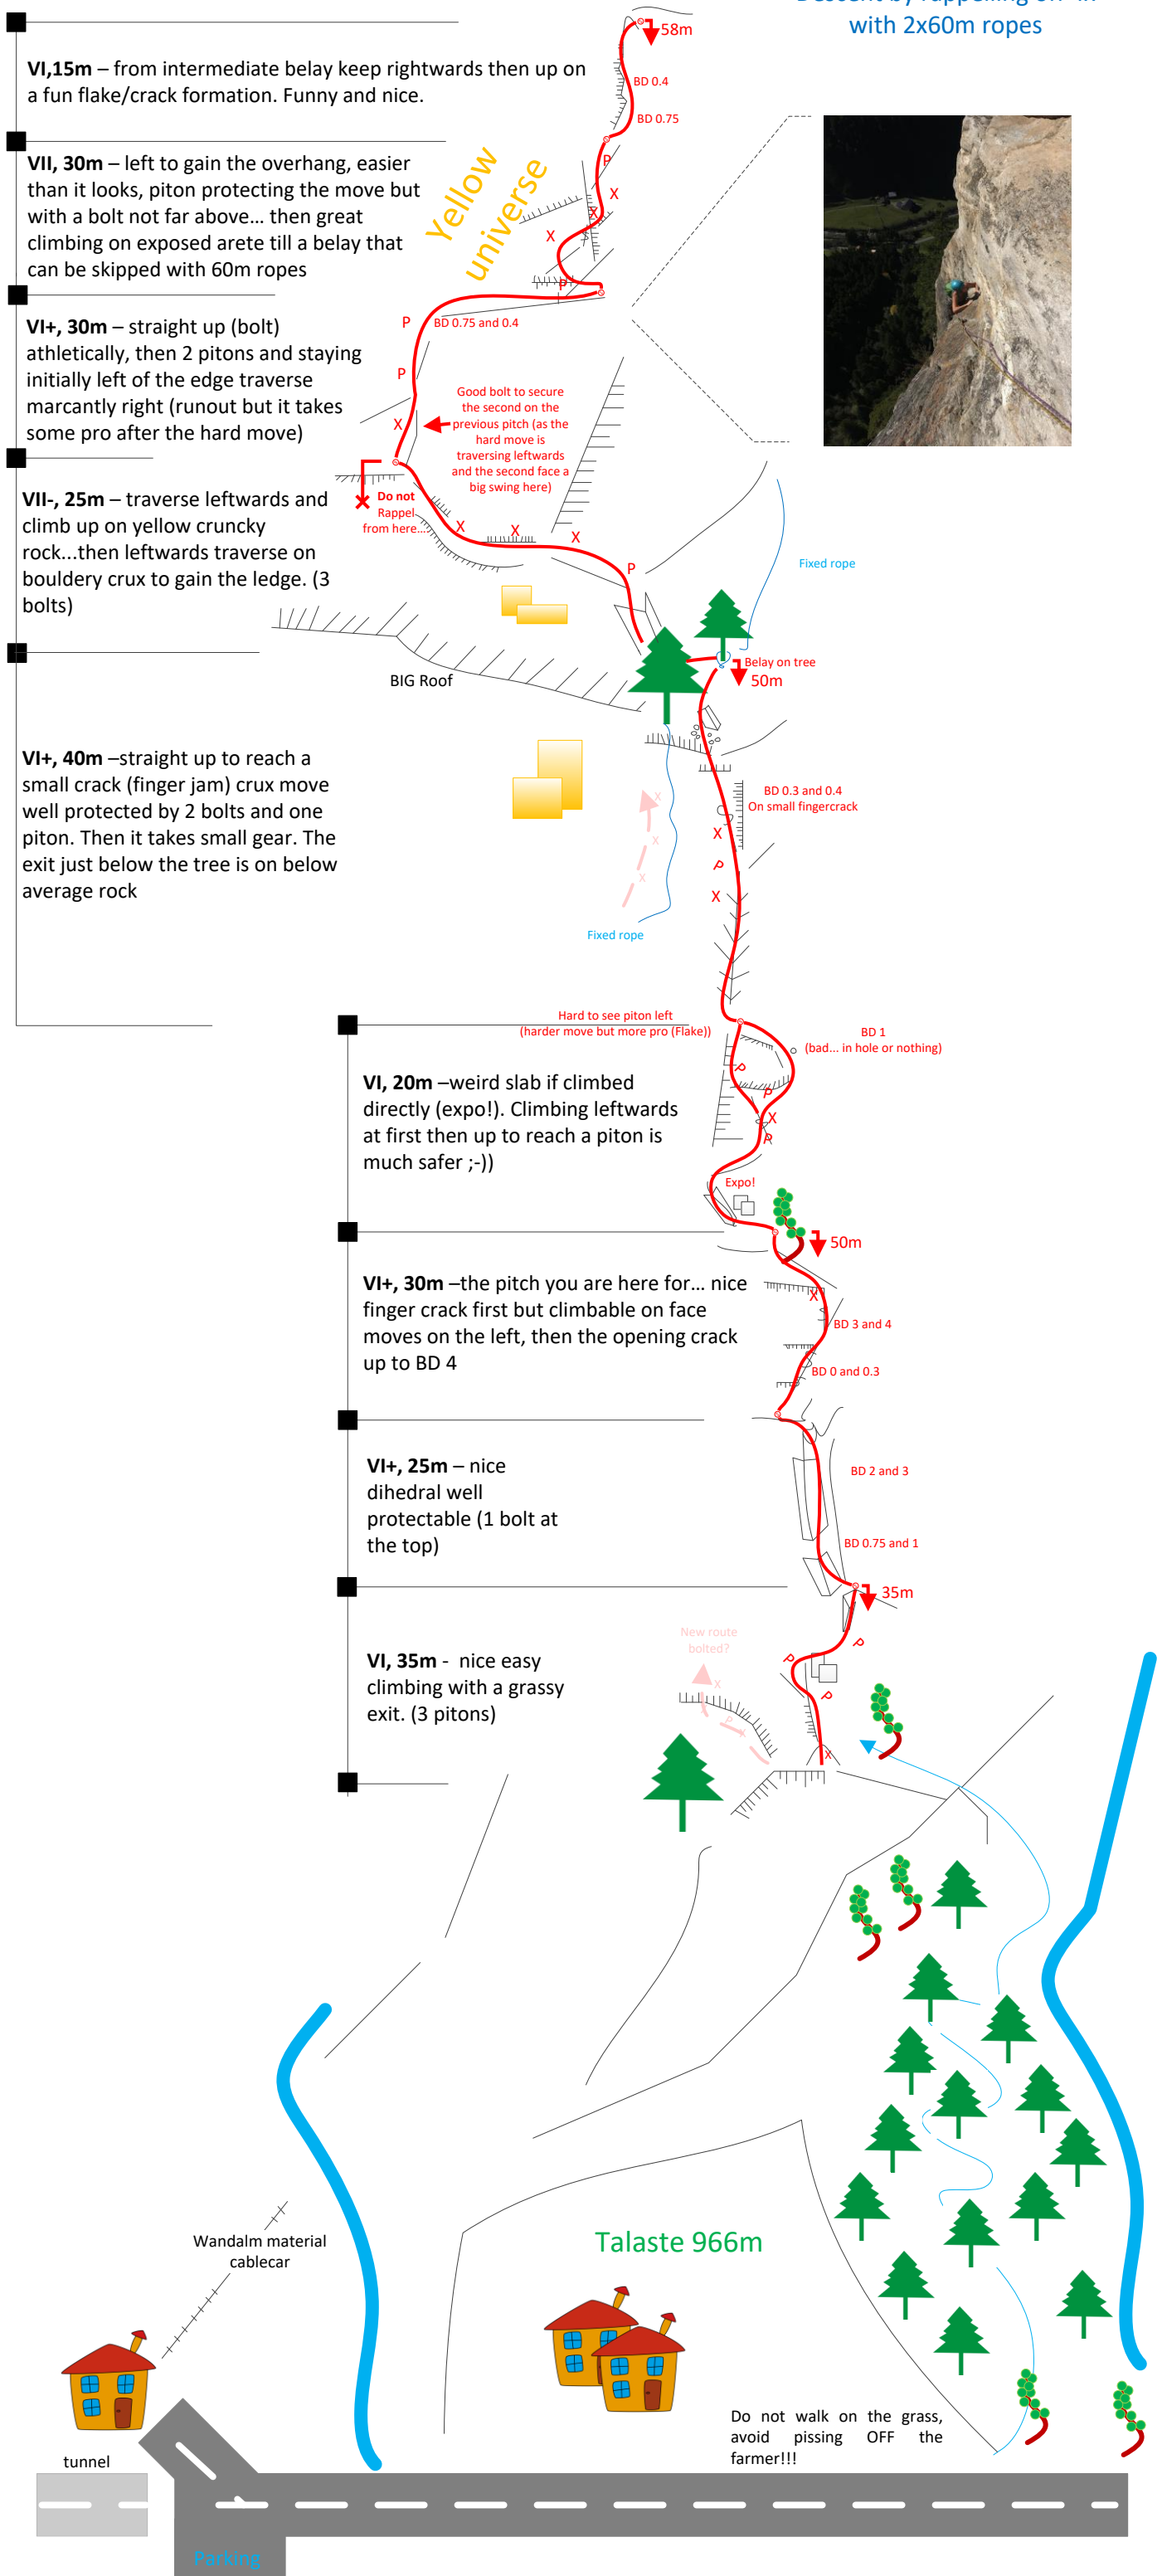 Descent by rappelling off 4x
with 2x60m ropes
58m
VI,15m – from intermediate belay keep rightwards then up on
a fun flake/crack formation. Funny and nice.
BD 0.4
BD 0.75
VII, 30m – left to gain the overhang, easier
than it looks, piton protecting the move but
with a bolt not far above... then great
climbing on exposed arete till a belay that
can be skipped with 60m ropes
Yellow
universe
P
X
X
X
P
VI+, 30m – straight up (bolt)
athletically, then 2 pitons and staying
initially left of the edge traverse
marcantly right (runout but it takes
some pro after the hard move)
P
BD 0.75 and 0.4
P
X
Good bolt to secure
the second on the
previous pitch (as the
hard move is
traversing leftwards
and the second face a
big swing here)
VII-, 25m – traverse leftwards and
climb up on yellow cruncky
rock...then leftwards traverse on
bouldery crux to gain the ledge. (3
bolts)
Do not
Rappel
from here...
X
X
X
P
Fixed rope
BIG Roof
Belay on tree
50m
VI+, 40m –straight up to reach a
small crack (finger jam) crux move
well protected by 2 bolts and one
piton. Then it takes small gear. The
exit just below the tree is on below
average rock
BD 0.3 and 0.4
On small fingercrack
X
X
X
X
P
X
Fixed rope
Hard to see piton left
(harder move but more pro (Flake))
BD 1
(bad... in hole or nothing)
VI, 20m –weird slab if climbed
directly (expo!). Climbing leftwards
at first then up to reach a piton is
much safer ;-))
P
P
X
P
Expo!
50m
VI+, 30m –the pitch you are here for... nice
finger crack first but climbable on face
moves on the left, then the opening crack
up to BD 4
X
BD 3 and 4
BD 0 and 0.3
VI+, 25m – nice
dihedral well
protectable (1 bolt at
the top)
BD 2 and 3
BD 0.75 and 1
35m
VI, 35m - nice easy
climbing with a grassy
exit. (3 pitons)
New route
bolted?
X
P
X
P
P
P
X
Talaste 966m
Wandalm material
cablecar
Do not walk on the grass,
avoid pissing OFF the
farmer!!!
tunnel
Parking